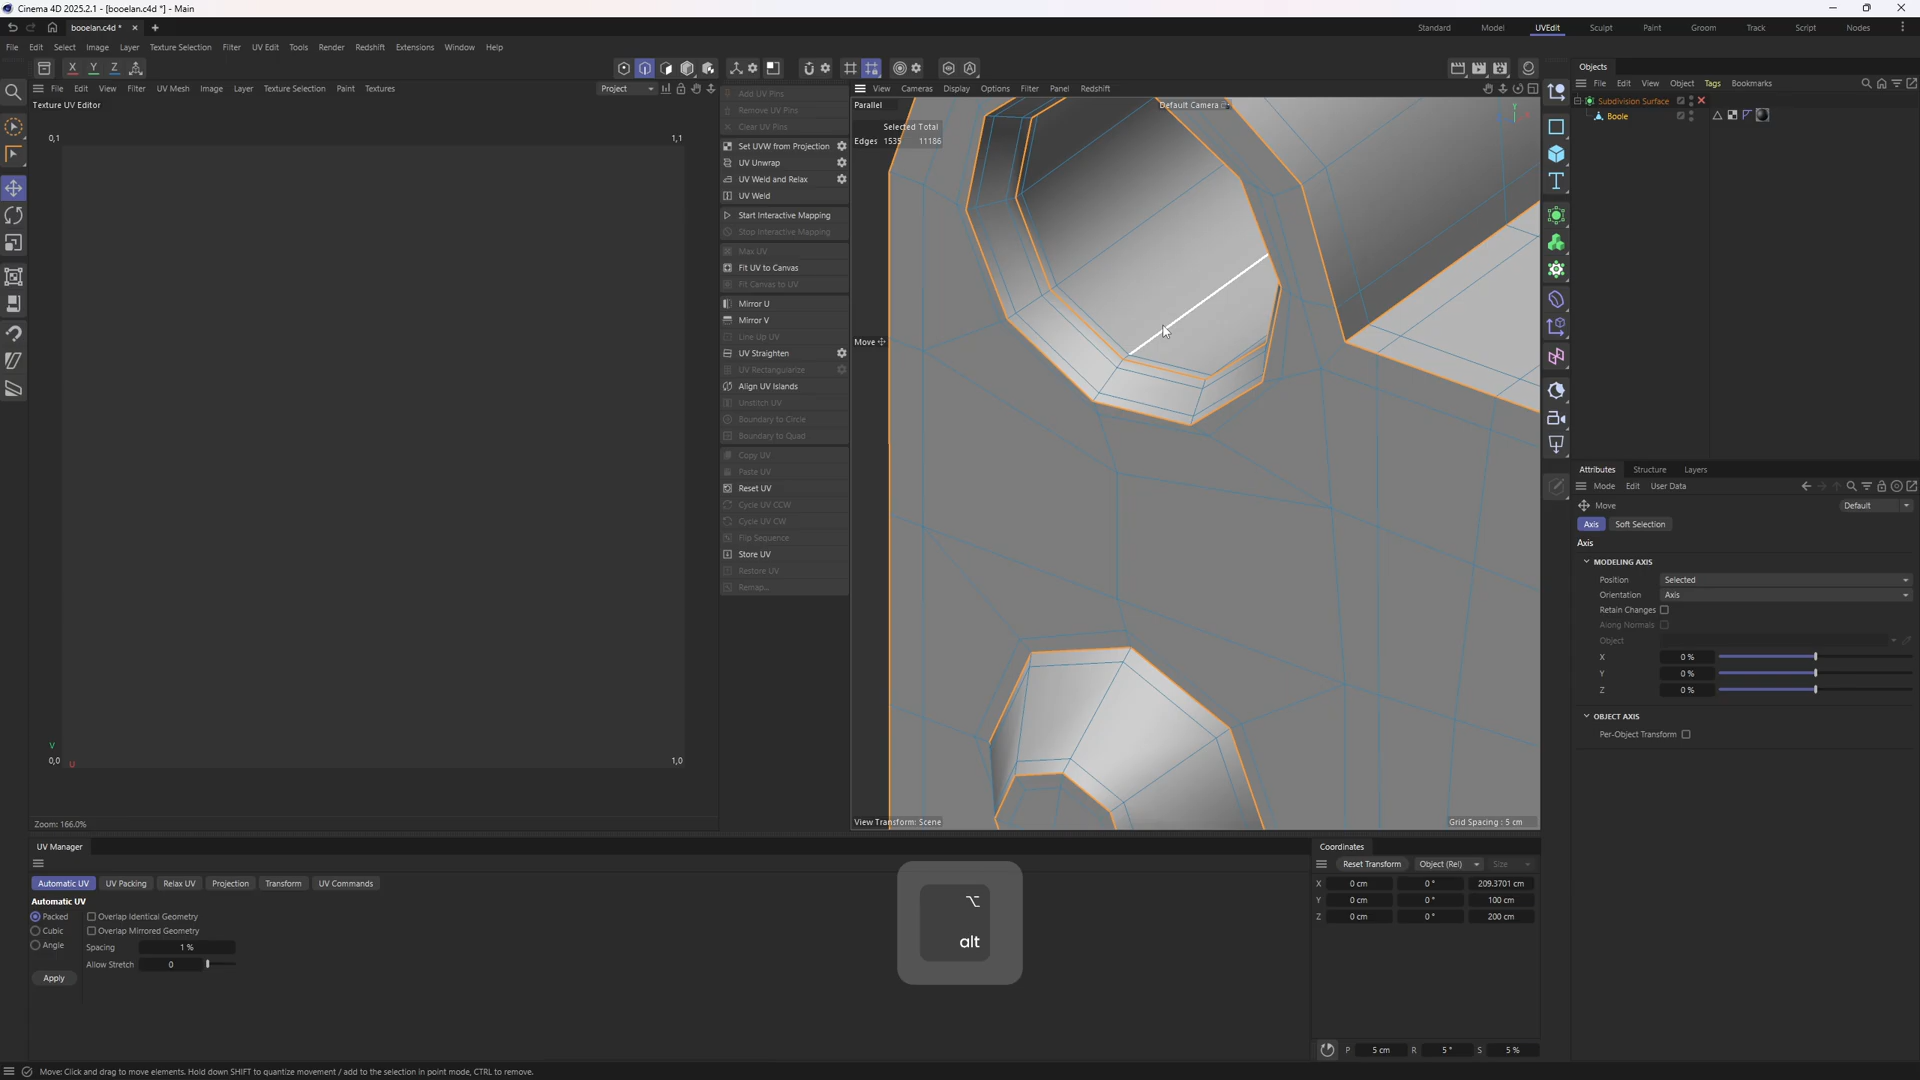 Cinema 4D 2025.2.1 - [booelan.c4d *] - Main
booelan.c4d *
Standard Model UVEdit Sculpt Paint Groom Track Script Nodes
File Edit Select Image Layer Texture Selection Filter UV Edit Tools Render Redshift Extensions Window Help
X Y Z
File Edit View Filter UV Mesh Image Layer Texture Selection Paint Textures Project
Texture UV Editor
0,1 1,1
V
0,0 U 1,0
Zoom: 166.0%
Add UV Pins
Remove UV Pins
Clear UV Pins
Set UVW from Projection
UV Unwrap
UV Weld and Relax
UV Weld
Start Interactive Mapping
Stop Interactive Mapping
Max UV
Fit UV to Canvas
Fit Canvas to UV
Mirror U
Mirror V
Line Up UV
UV Straighten
UV Rectangularize
Align UV Islands
Unstitch UV
Boundary to Circle
Boundary to Quad
Copy UV
Paste UV
Reset UV
Cycle UV CCW
Cycle UV CW
Flip Sequence
Store UV
Restore UV
Remap...
View Cameras Display Options Filter Panel Redshift
Parallel Default Camera
Y
Selected Total
Edges 1535 11186
Move
View Transform: Scene Grid Spacing : 5 cm
Objects
File Edit View Object Tags Bookmarks
Subdivision Surface
Boole
Attributes Structure Layers
Mode Edit User Data
Move Default
Axis Soft Selection
Axis
MODELING AXIS
Position Selected
Orientation Axis
Retain Changes
Along Normals
Object
X 0 %
Y 0 %
Z 0 %
OBJECT AXIS
Per-Object Transform
UV Manager
Automatic UV UV Packing Relax UV Projection Transform UV Commands
Automatic UV
Packed Overlap Identical Geometry
Cubic Overlap Mirrored Geometry
Angle Spacing 1 %
Allow Stretch 0
Apply
alt
Coordinates
Reset Transform Object (Rel) Size
X 0 cm 0 ° 209.3701 cm
Y 0 cm 0 ° 100 cm
Z 0 cm 0 ° 200 cm
P 5 cm R 5 ° S 5 %
Move: Click and drag to move elements. Hold down SHIFT to quantize movement / add to the selection in point mode, CTRL to remove.